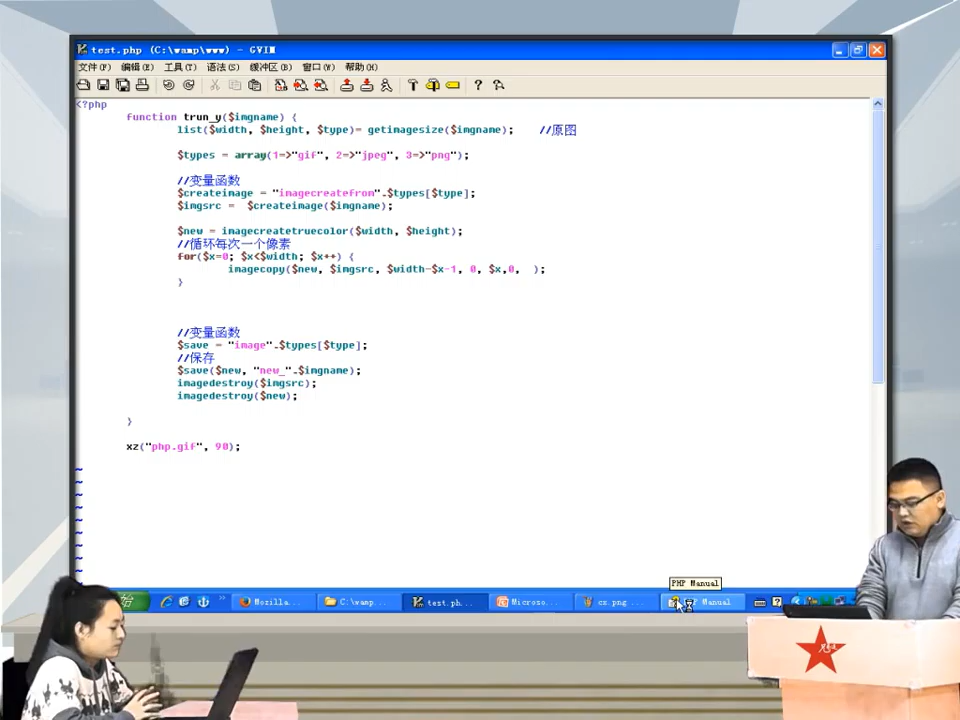 test.php (C:\wamp\www) - GVIM
文件(F) 编辑(E) 工具(T) 语法(S) 缓冲区(B) 窗口(W) 帮助(H)
<?php
function trun_y($imgname) {
list($width, $height, $type)= getimagesize($imgname); //原图
$types = array(1=>"gif", 2=>"jpeg", 3=>"png");
//变量函数
$createimage = "imagecreatefrom".$types[$type];
$imgsrc = $createimage($imgname);
$new = imagecreatetruecolor($width, $height);
//循环每次一个像素
for($x=0; $x<$width; $x++) {
imagecopy($new, $imgsrc, $width-$x-1, 0, $x,0, );
}
//变量函数
$save = "image".$types[$type];
//保存
$save($new, "new_".$imgname);
imagedestroy($imgsrc);
imagedestroy($new);
}
xz("php.gif", 90);
~
~
~
~
~
~
~
~
~
PHP Manual
始 Mozilla... C:\wamp... test.ph... Microso... cz.png ... Manual